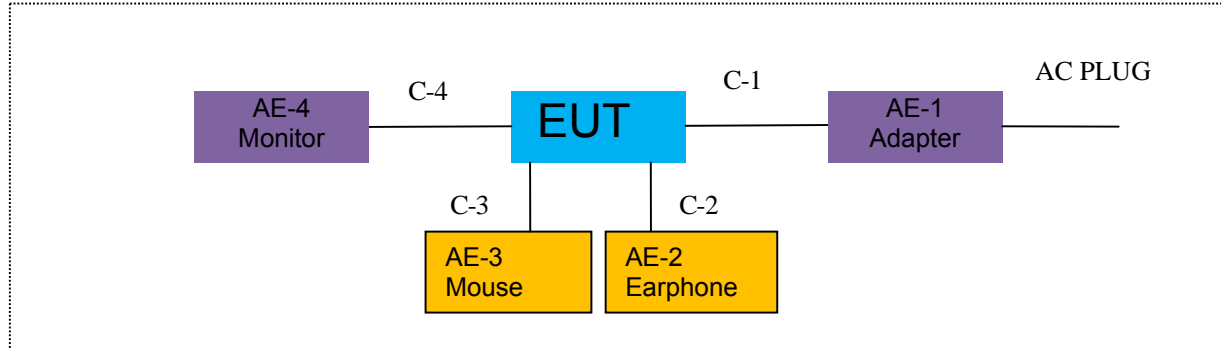 AC PLUG
C-4
C-1
AE-4
Monitor
EUT
AE-1
Adapter
C-3
C-2
AE-3
Mouse
AE-2
Earphone